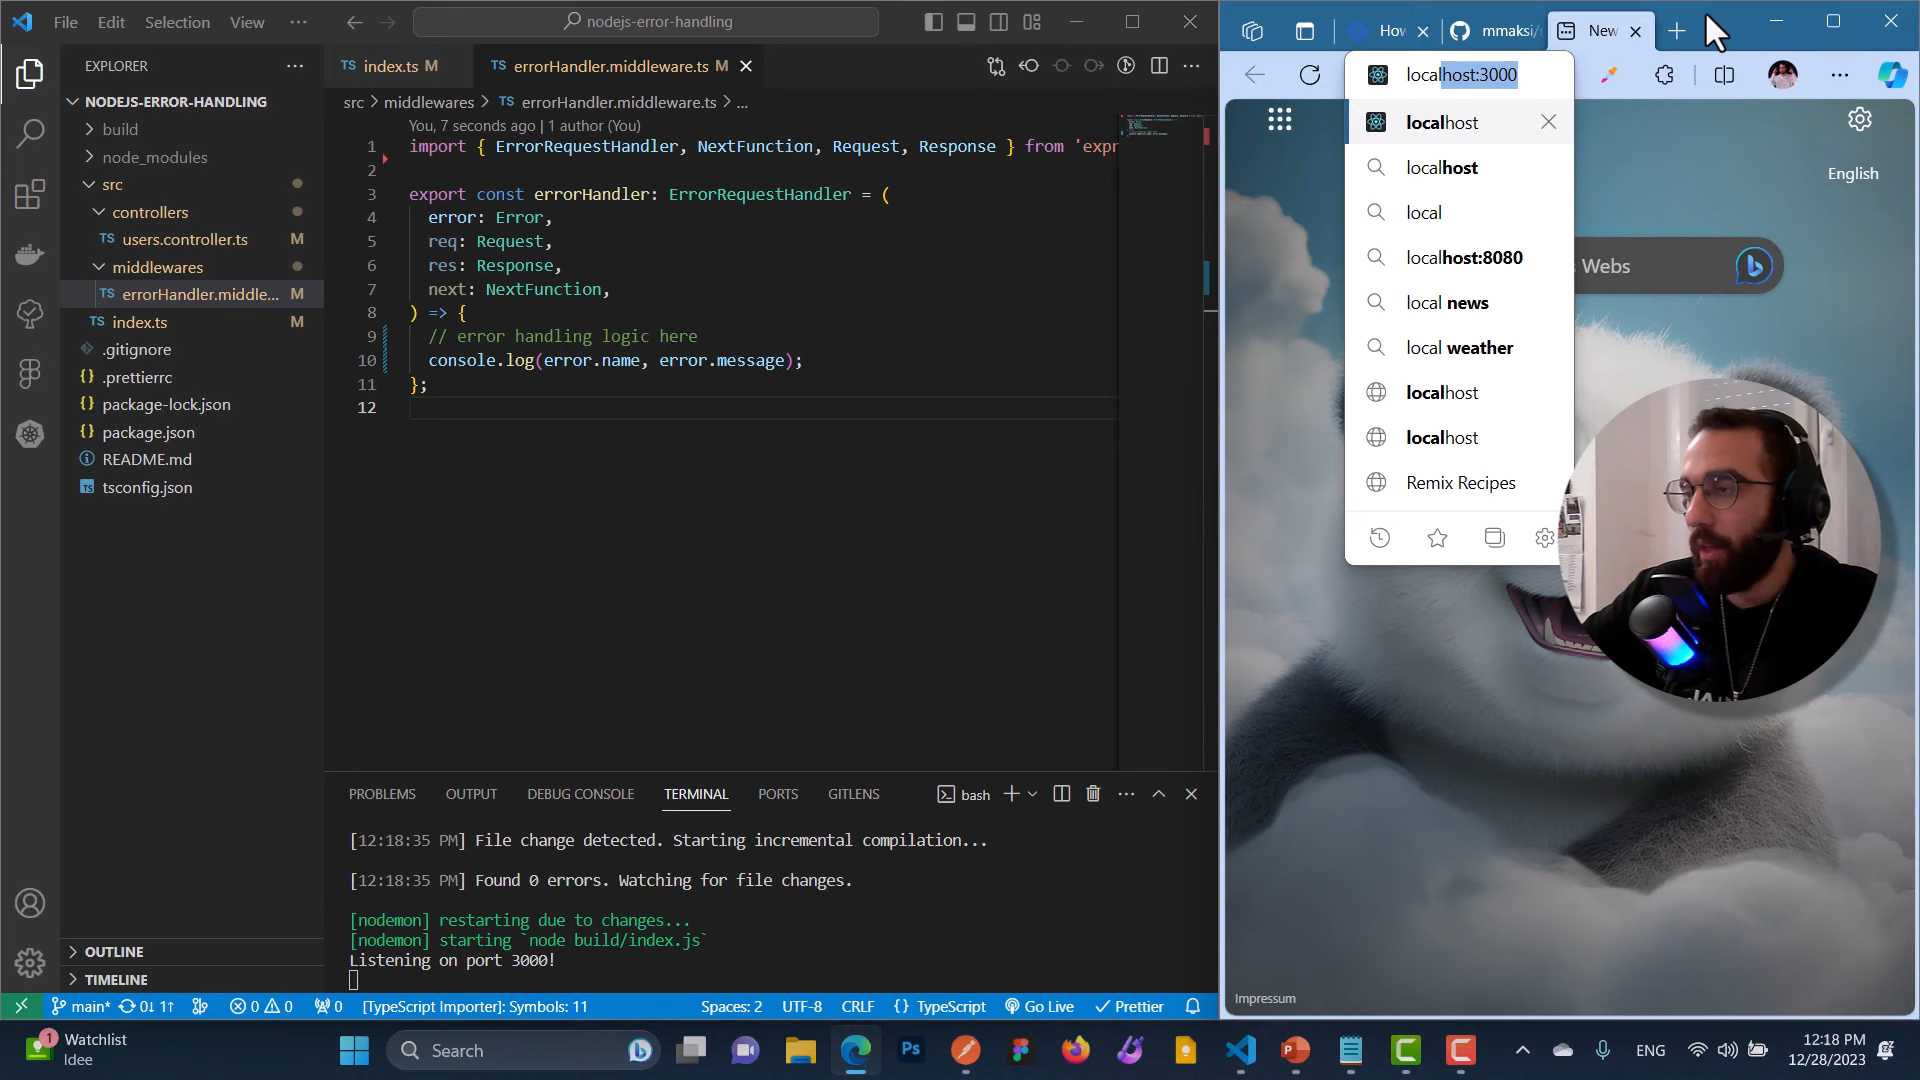 File Edit Selection View ...
nodejs-error-handling
EXPLORER
NODEJS-ERROR-HANDLING
build
node_modules
src
controllers
TS users.controller.ts M
middlewares
TS errorHandler.middle... M
TS index.ts M
.gitignore
{} .prettierrc
{} package-lock.json
{} package.json
README.md
TS tsconfig.json
OUTLINE
TIMELINE
TS index.ts M
TS errorHandler.middleware.ts M
src > middlewares > TS errorHandler.middleware.ts > ...
You, 7 seconds ago | 1 author (You)
1 import { ErrorRequestHandler, NextFunction, Request, Response } from 'expr
2
3 export const errorHandler: ErrorRequestHandler = (
4 error: Error,
5 req: Request,
6 res: Response,
7 next: NextFunction,
8 ) => {
9 // error handling logic here
10 console.log(error.name, error.message);
11 };
12
PROBLEMS OUTPUT DEBUG CONSOLE TERMINAL PORTS GITLENS
bash
[12:18:35 PM] File change detected. Starting incremental compilation...
[12:18:35 PM] Found 0 errors. Watching for file changes.
[nodemon] restarting due to changes...
[nodemon] starting `node build/index.js`
Listening on port 3000!
main* 0↓ 1↑ 0 0 0 [TypeScript Importer]: Symbols: 11
Spaces: 2 UTF-8 CRLF {} TypeScript Go Live Prettier
How
mmaksi/
New
localhost:3000
localhost
localhost
local
localhost:8080
local news
local weather
localhost
localhost
Remix Recipes
English
Webs
Impressum
1
Watchlist
Idee
Search
Ps
ENG
12:18 PM
12/28/2023